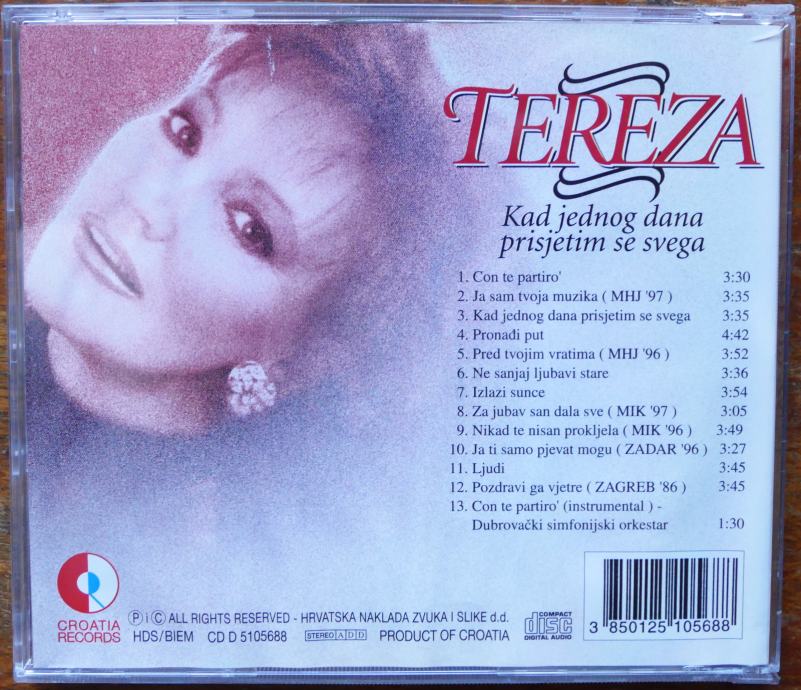 TEREZA
Kad jednog dana
prisjetim se svega
1. Con te partiro' 3:30
2. Ja sam tvoja muzika ( MHJ '97 ) 3:35
3. Kad jednog dana prisjetim se svega 3:35
4. Pronađi put 4:42
5. Pred tvojim vratima ( MHJ '96 ) 3:52
6. Ne sanjaj ljubavi stare 3:36
7. Izlazi sunce 3:54
8. Za jubav san dala sve ( MIK '97 ) 3:05
9. Nikad te nisan prokljela ( MIK '96 ) 3:49
10. Ja ti samo pjevat mogu ( ZADAR '96 ) 3:27
11. Ljudi 3:45
12. Pozdravi ga vjetre ( ZAGREB '86 ) 3:45
13. Con te partiro' (instrumental ) -
Dubrovački simfonijski orkestar 1:30
CROATIA
RECORDS
Ⓟ i Ⓒ ALL RIGHTS RESERVED - HRVATSKA NAKLADA ZVUKA I SLIKE d.d.
HDS/BIEM CD D 5105688 STEREO A D D PRODUCT OF CROATIA
COMPACT
disc
DIGITAL AUDIO
3 850125 105688